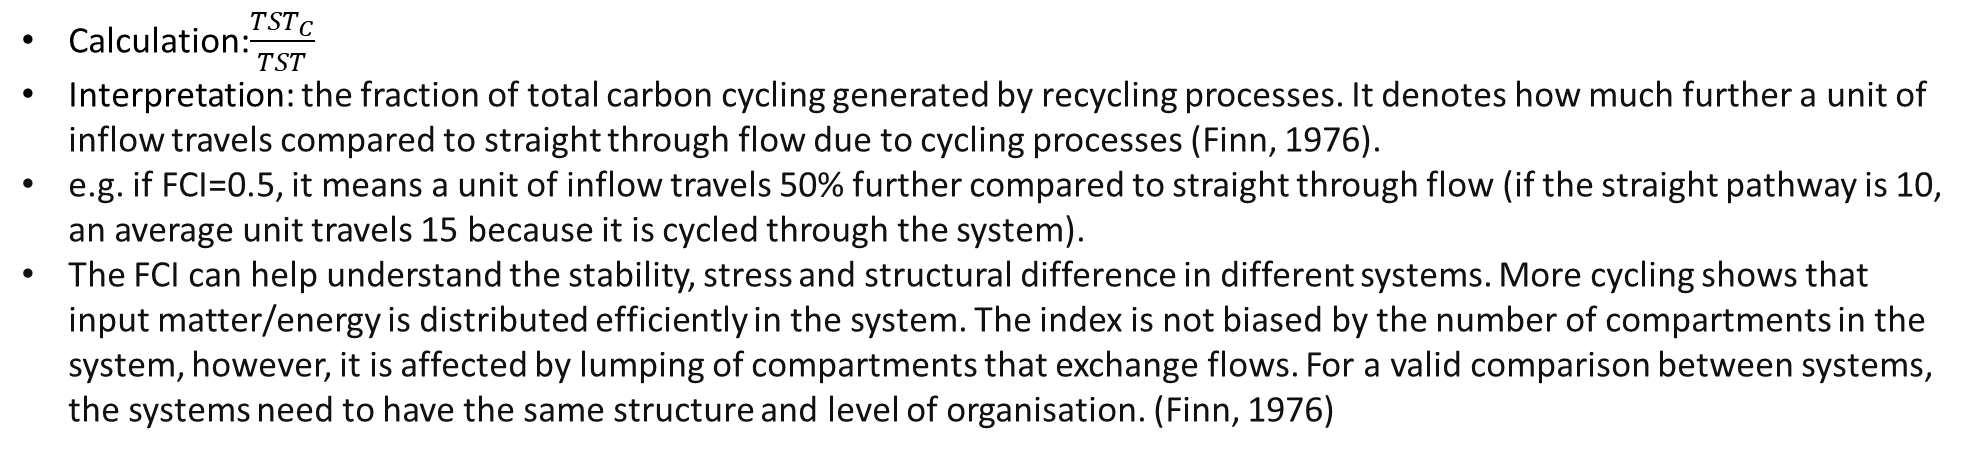 • Calculation: TST_C / TST
• Interpretation: the fraction of total carbon cycling generated by recycling processes. It denotes how much further a unit of
inflow travels compared to straight through flow due to cycling processes (Finn, 1976).
• e.g. if FCI=0.5, it means a unit of inflow travels 50% further compared to straight through flow (if the straight pathway is 10,
an average unit travels 15 because it is cycled through the system).
• The FCI can help understand the stability, stress and structural difference in different systems. More cycling shows that
input matter/energy is distributed efficiently in the system. The index is not biased by the number of compartments in the
system, however, it is affected by lumping of compartments that exchange flows. For a valid comparison between systems,
the systems need to have the same structure and level of organisation. (Finn, 1976)